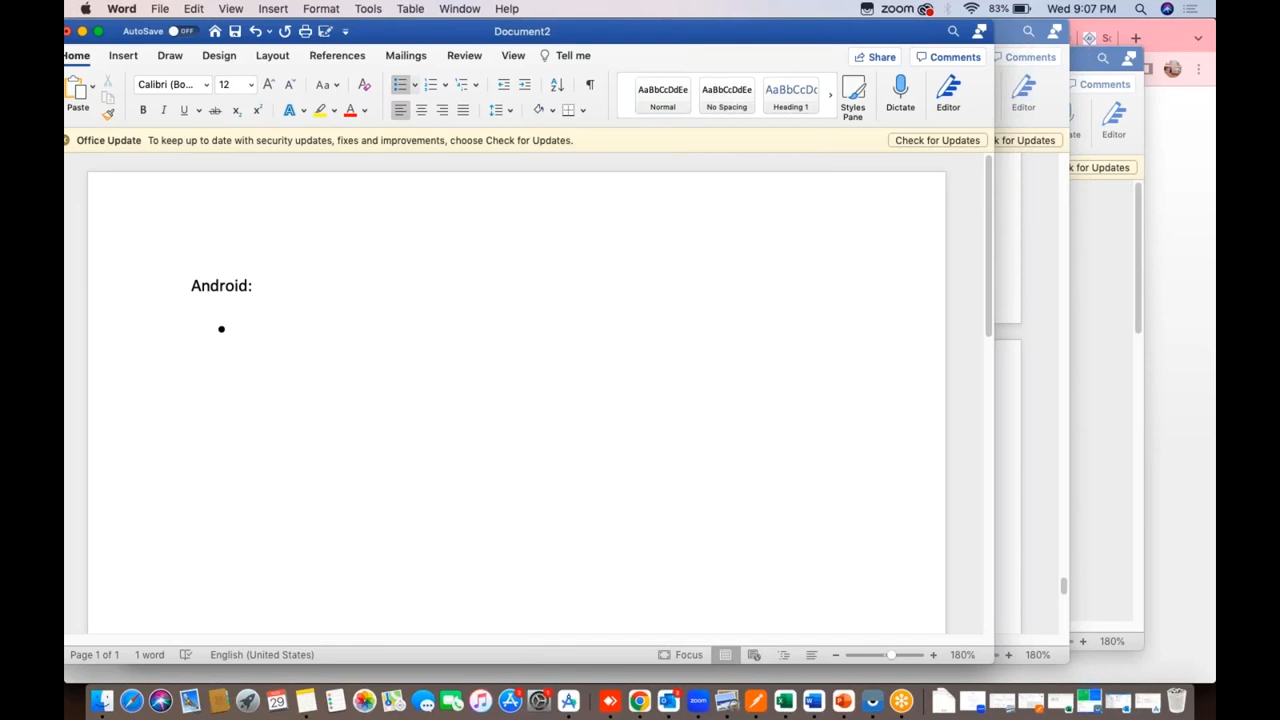 Word File Edit View Insert Format Tools Table Window Help zoom 83% Wed 9:07 PM
AutoSave OFF Document2
Home Insert Draw Design Layout References Mailings Review View Tell me Share Comments Comments Comments
Paste Calibri (Bo... 12 Aa AaBbCcDdEe Normal AaBbCcDdEe No Spacing AaBbCcDc Heading 1 Styles Pane Dictate Editor Editor Editor
Office Update To keep up to date with security updates, fixes and improvements, choose Check for Updates. Check for Updates k for Updates k for Updates
Android:
•
Page 1 of 1 1 word English (United States) Focus 180% 180% 180%
29 zoom